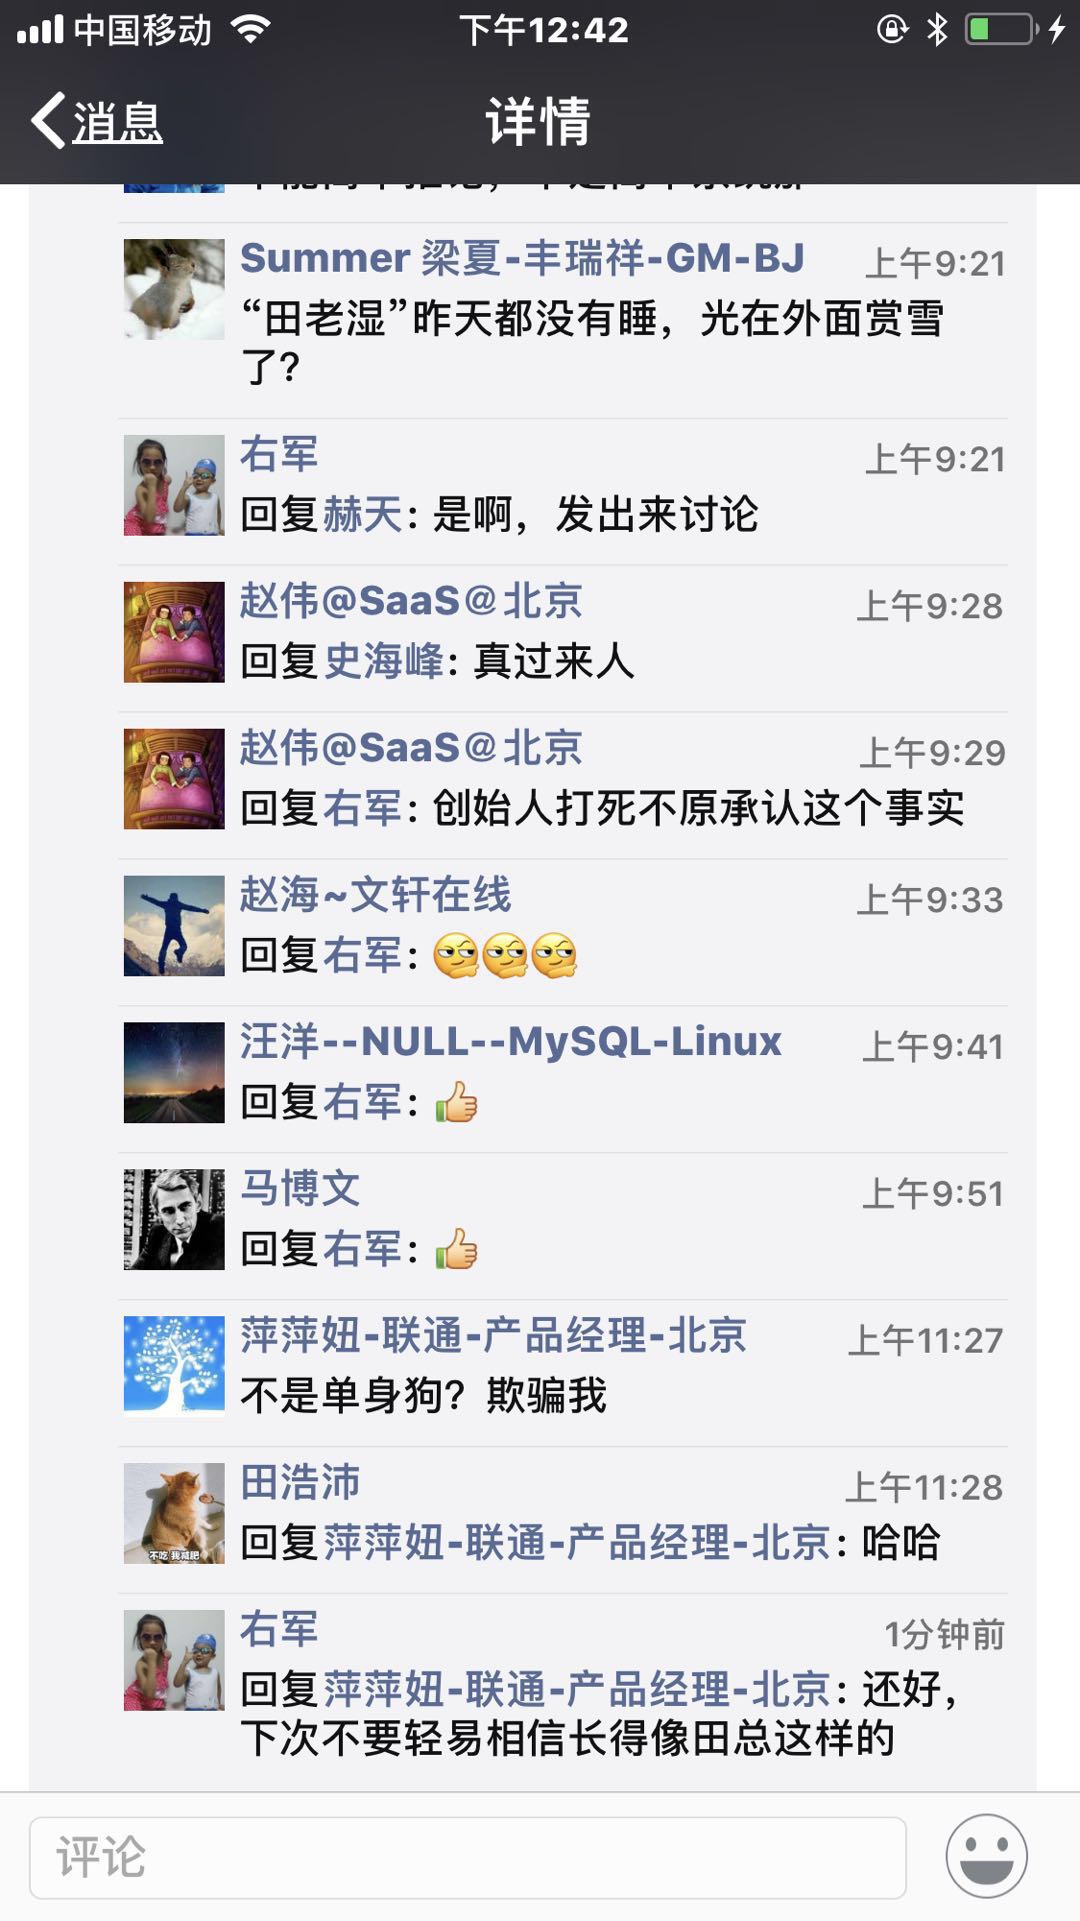 中国移动
下午12:42
消息
详情
Summer 梁夏-丰瑞祥-GM-BJ
上午9:21
“田老湿”昨天都没有睡，光在外面赏雪
了？
右军
上午9:21
回复赫天：是啊，发出来讨论
赵伟@SaaS@北京
上午9:28
回复史海峰：真过来人
赵伟@SaaS@北京
上午9:29
回复右军：创始人打死不原承认这个事实
赵海~文轩在线
上午9:33
回复右军：🤔🤔🤔
汪洋--NULL--MySQL-Linux
上午9:41
回复右军：👍
马博文
上午9:51
回复右军：👍
萍萍妞-联通-产品经理-北京
上午11:27
不是单身狗？欺骗我
田浩沛
上午11:28
回复萍萍妞-联通-产品经理-北京：哈哈
不吃 我减肥
右军
1分钟前
回复萍萍妞-联通-产品经理-北京：还好，
下次不要轻易相信长得像田总这样的
评论